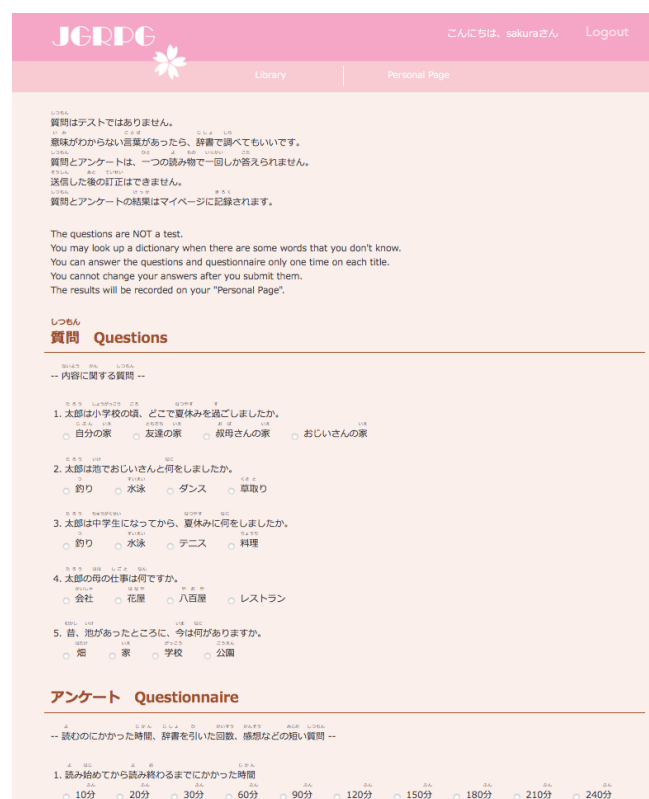 JGRPG
こんにちは、sakuraさん
Logout
Library
Personal Page
質問はテストではありません。
意味がわからない言葉があったら、辞書で調べてもいいです。
質問とアンケートは、一つの読み物で一回しか答えられません。
送信した後の訂正はできません。
質問とアンケートの結果はマイページに記録されます。
The questions are NOT a test.
You may look up a dictionary when there are some words that you don't know.
You can answer the questions and questionnaire only one time on each title.
You cannot change your answers after you submit them.
The results will be recorded on your "Personal Page".
しつもん
質問 Questions
-- 内容に関する質問 --
1. 太郎は小学校の頃、どこで夏休みを過ごしましたか。
自分の家 友達の家 叔母さんの家 おじいさんの家
2. 太郎は池でおじいさんと何をしましたか。
釣り 水泳 ダンス 草取り
3. 太郎は中学生になってから、夏休みに何をしましたか。
釣り 水泳 テニス 料理
4. 太郎の母の仕事は何ですか。
会社 花屋 八百屋 レストラン
5. 昔、池があったところに、今は何がありますか。
畑 家 学校 公園
アンケート Questionnaire
-- 読むのにかかった時間、辞書を引いた回数、感想などの短い質問 --
1. 読み始めてから読み終わるまでにかかった時間
10分 20分 30分 60分 90分 120分 150分 180分 210分 240分